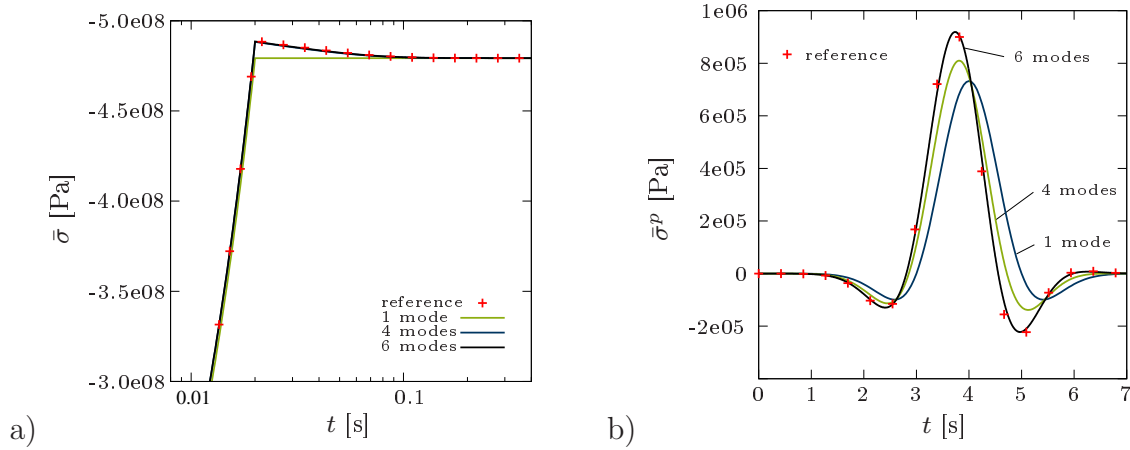 -5.0e08
-4.5e08
-4.0e08
-3.5e08
-3.0e08
σ̄ [Pa]
0.01
0.1
t [s]
reference
1 mode
4 modes
6 modes
a)
1e06
8e05
6e05
4e05
2e05
0
-2e05
σ̄^p [Pa]
reference
6 modes
4 modes
1 mode
0 1 2 3 4 5 6 7
t [s]
b)